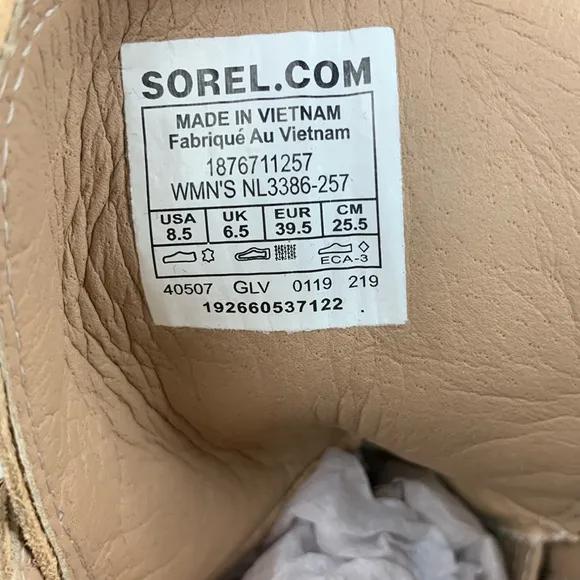 SOREL.COM
MADE IN VIETNAM
Fabriqué Au Vietnam
1876711257
WMN'S NL3386-257
USA UK EUR CM
8.5 6.5 39.5 25.5
ECA-3
40507 GLV 0119 219
192660537122